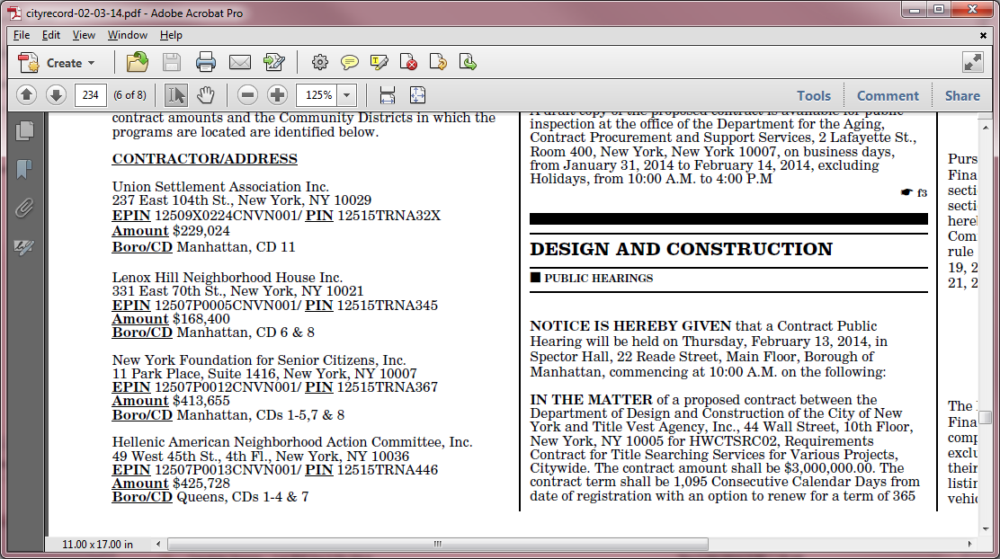 cityrecord-02-03-14.pdf - Adobe Acrobat Pro
File Edit View Window Help
Create
234 (6 of 8) 125% Tools Comment Share
contract amounts and the Community Districts in which the
programs are located are identified below.
CONTRACTOR/ADDRESS
Union Settlement Association Inc.
237 East 104th St., New York, NY 10029
EPIN 12509X0224CNVN001/ PIN 12515TRNA32X
Amount $229,024
Boro/CD Manhattan, CD 11
Lenox Hill Neighborhood House Inc.
331 East 70th St., New York, NY 10021
EPIN 12507P0005CNVN001/ PIN 12515TRNA345
Amount $168,400
Boro/CD Manhattan, CD 6 & 8
New York Foundation for Senior Citizens, Inc.
11 Park Place, Suite 1416, New York, NY 10007
EPIN 12507P0012CNVN001/ PIN 12515TRNA367
Amount $413,655
Boro/CD Manhattan, CDs 1-5,7 & 8
Hellenic American Neighborhood Action Committee, Inc.
49 West 45th St., 4th Fl., New York, NY 10036
EPIN 12507P0013CNVN001/ PIN 12515TRNA446
Amount $425,728
Boro/CD Queens, CDs 1-4 & 7
A draft copy of the proposed contract is available for public
inspection at the office of the Department for the Aging,
Contract Procurement and Support Services, 2 Lafayette St.,
Room 400, New York, New York 10007, on business days,
from January 31, 2014 to February 14, 2014, excluding
Holidays, from 10:00 A.M. to 4:00 P.M
☛ f3
DESIGN AND CONSTRUCTION
■ PUBLIC HEARINGS
NOTICE IS HEREBY GIVEN that a Contract Public
Hearing will be held on Thursday, February 13, 2014, in
Spector Hall, 22 Reade Street, Main Floor, Borough of
Manhattan, commencing at 10:00 A.M. on the following:
IN THE MATTER of a proposed contract between the
Department of Design and Construction of the City of New
York and Title Vest Agency, Inc., 44 Wall Street, 10th Floor,
New York, NY 10005 for HWCTSRC02, Requirements
Contract for Title Searching Services for Various Projects,
Citywide. The contract amount shall be $3,000,000.00. The
contract term shall be 1,095 Consecutive Calendar Days from
date of registration with an option to renew for a term of 365
Purs
Fina
secti
secti
here
Com
rule
19, 2
21, 2
The
Fina
comp
exclu
their
listin
vehic
11.00 x 17.00 in